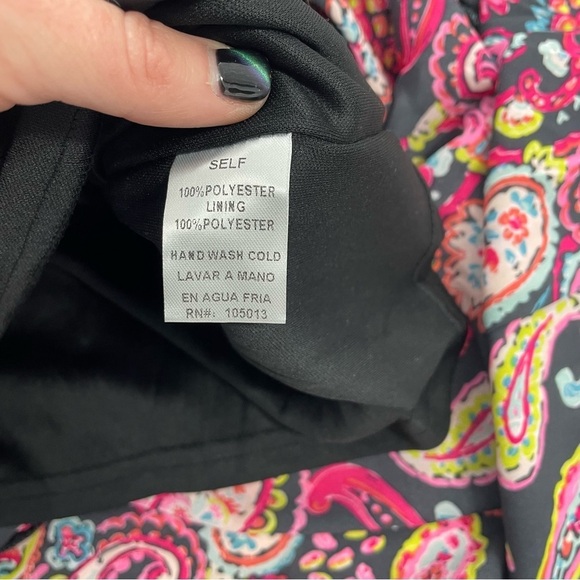 SELF
100%POLYESTER
LINING
100%POLYESTER
HAND WASH COLD
LAVAR A MANO
EN AGUA FRIA
RN#: 105013